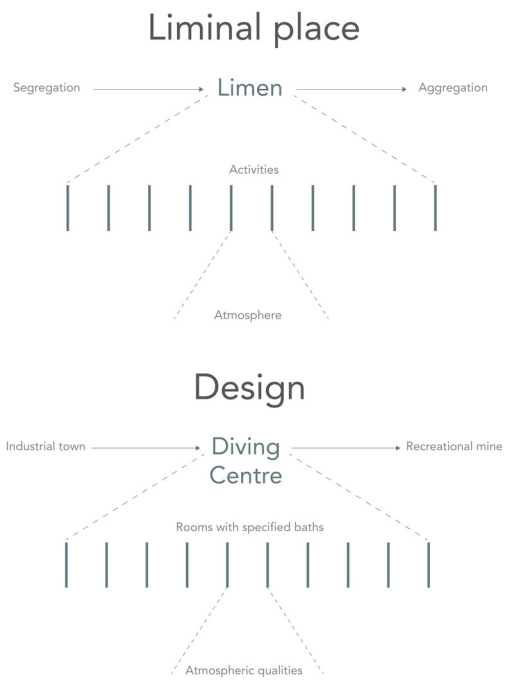 Liminal place
Segregation
Limen
Aggregation
Activities
Atmosphere
Design
Industrial town
Diving
Centre
Recreational mine
Rooms with specified baths
Atmospheric qualities